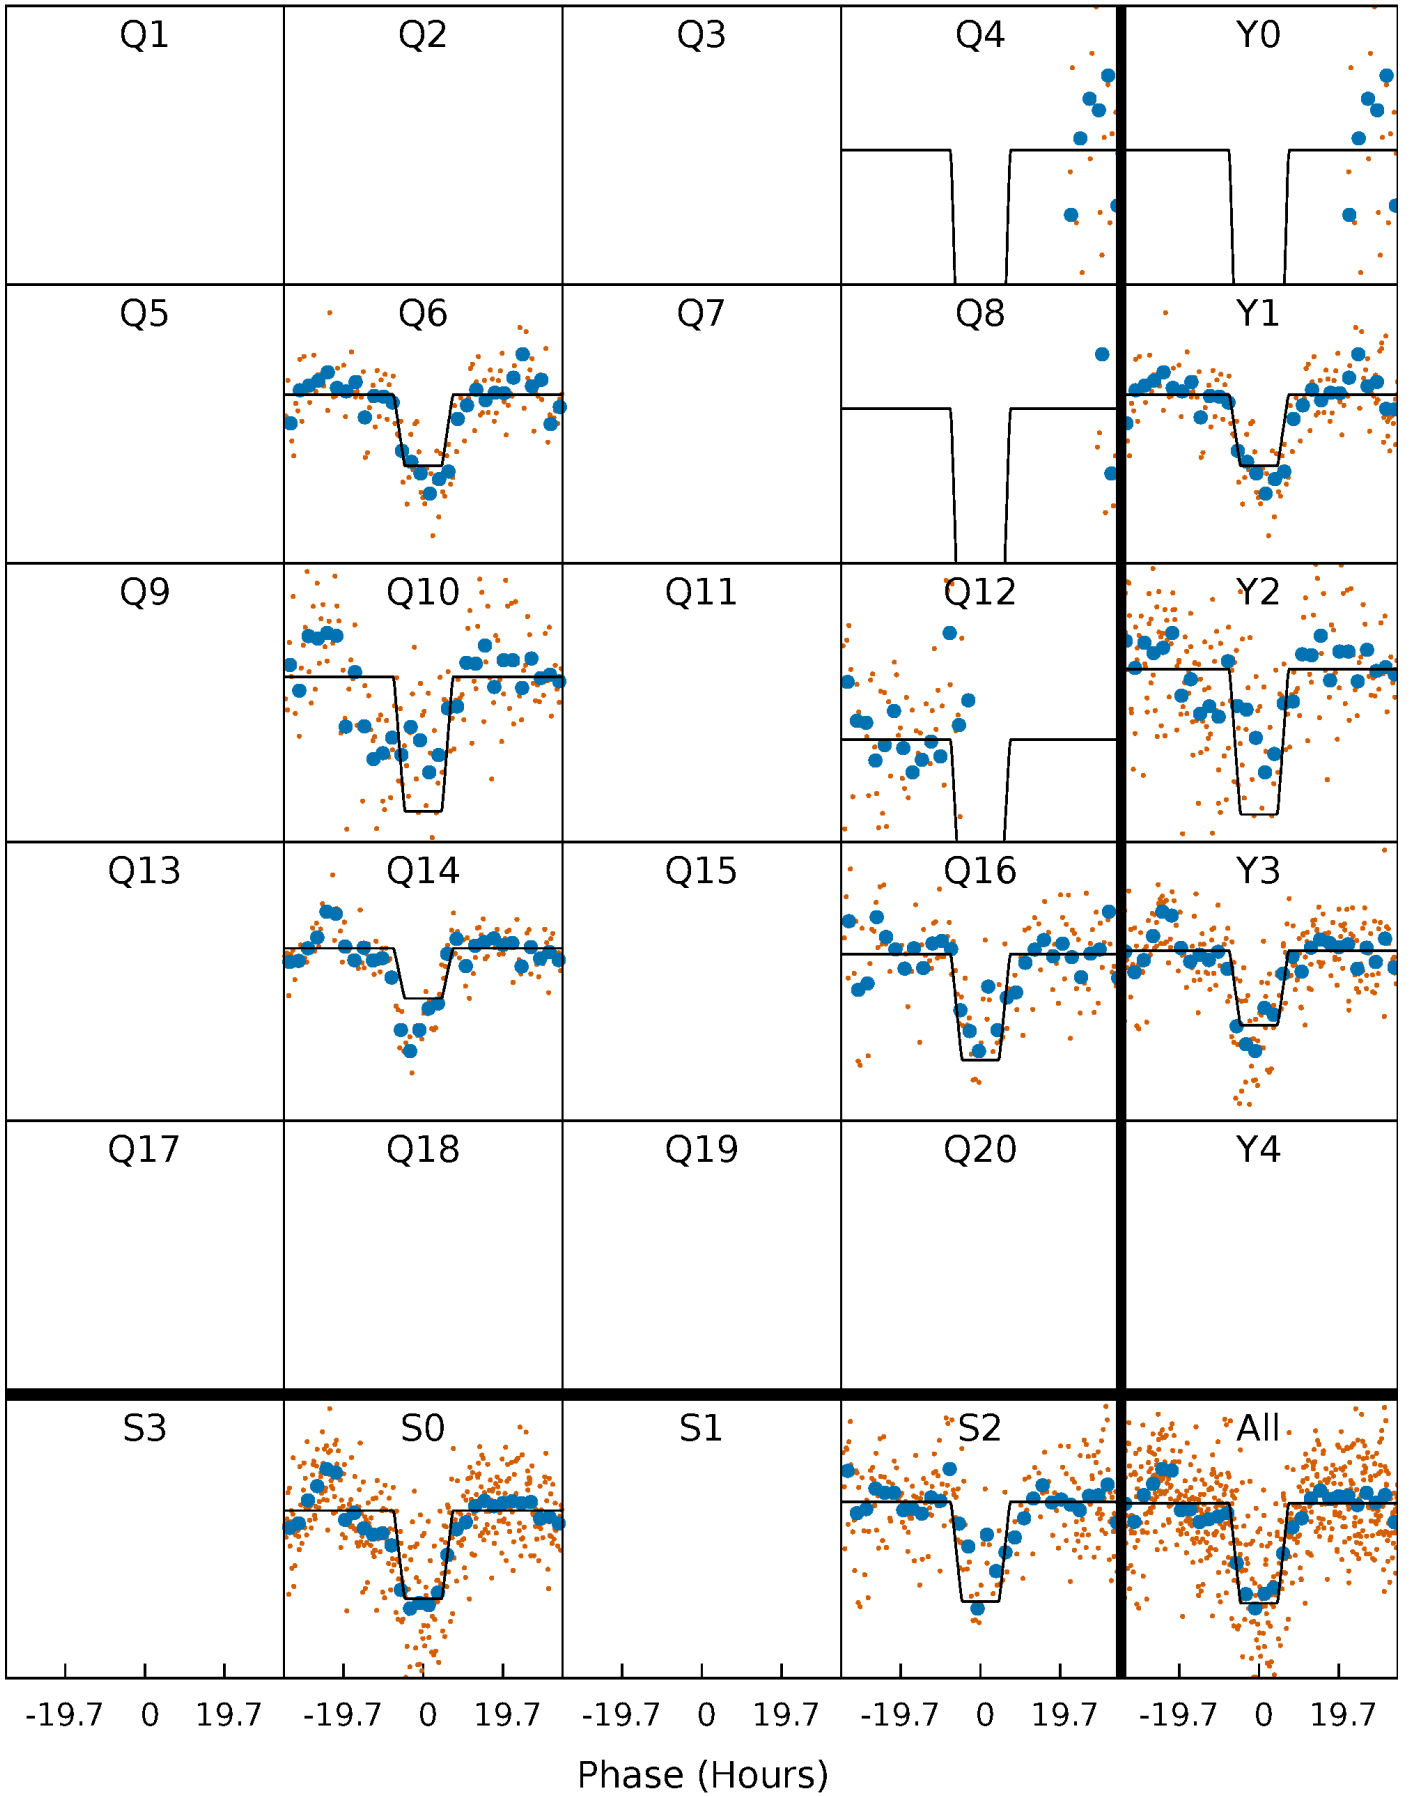 Q1 Q2 Q3 Q4 Y0
Q5 Q6 Q7 Q8 Y1
Q9 Q10 Q11 Q12 Y2
Q13 Q14 Q15 Q16 Y3
Q17 Q18 Q19 Q20 Y4
S3 S0 S1 S2 All
-19.7 0 19.7 -19.7 0 19.7 -19.7 0 19.7 -19.7 0 19.7 -19.7 0 19.7
Phase (Hours)